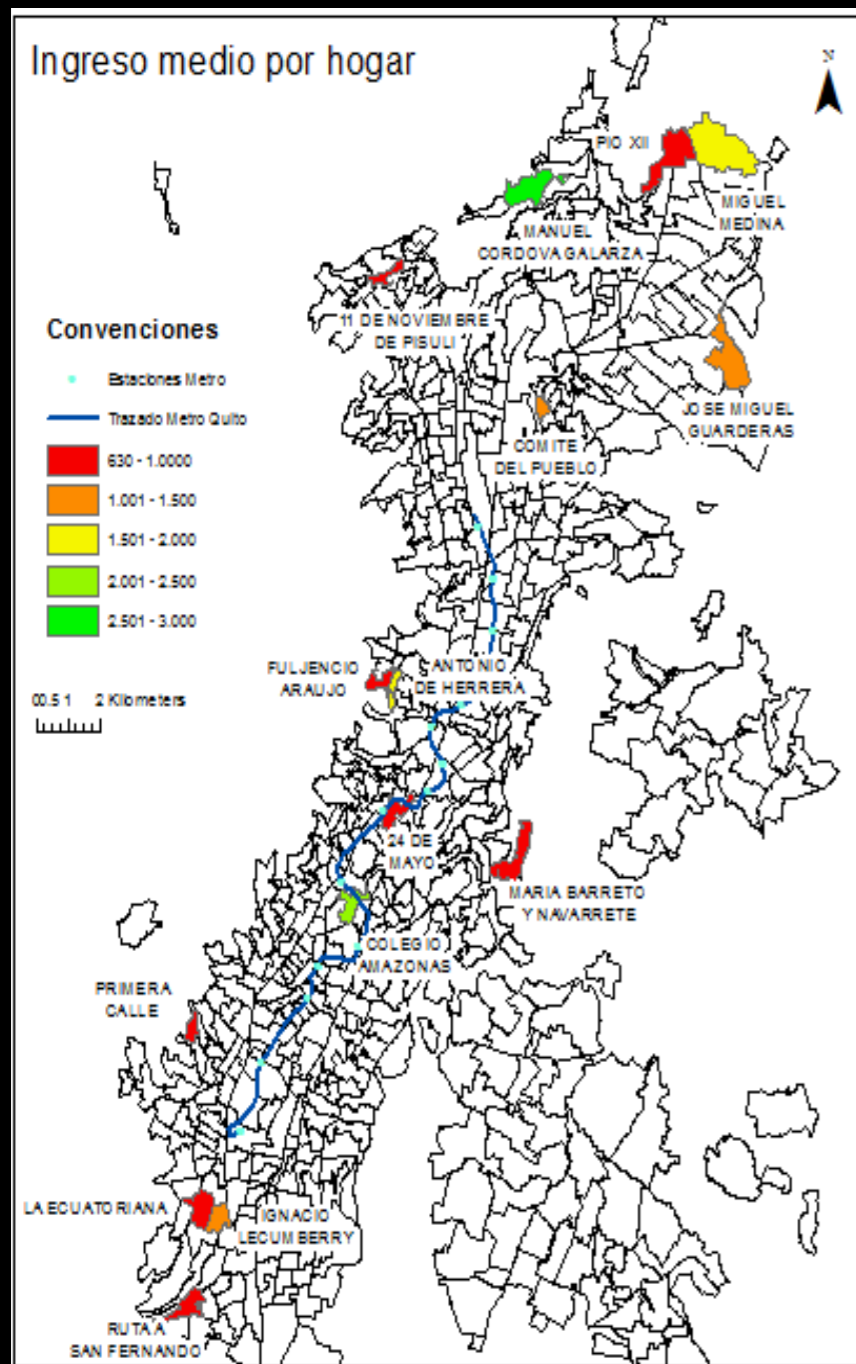 Ingreso medio por hogar
N
PIO XII
MIGUEL
MEDINA
MANUEL
CORDOVA GALARZA
11 DE NOVIEMBRE
DE PISULI
Convenciones
Estaciones Metro
Trazado Metro Quito
630 - 1.0000
1.001 - 1.500
1.501 - 2.000
2.001 - 2.500
2.501 - 3.000
JOSE MIGUEL
GUARDERAS
COMITE
DEL PUEBLO
FULJENCIO
ARAUJO
ANTONIO
DE HERRERA
00.5 1 2 Kilometers
24 DE
MAYO
MARIA BARRETO
Y NAVARRETE
COLEGIO
AMAZONAS
PRIMERA
CALLE
LA ECUATORIANA
IGNACIO
LECUMBERRY
RUTA A
SAN FERNANDO